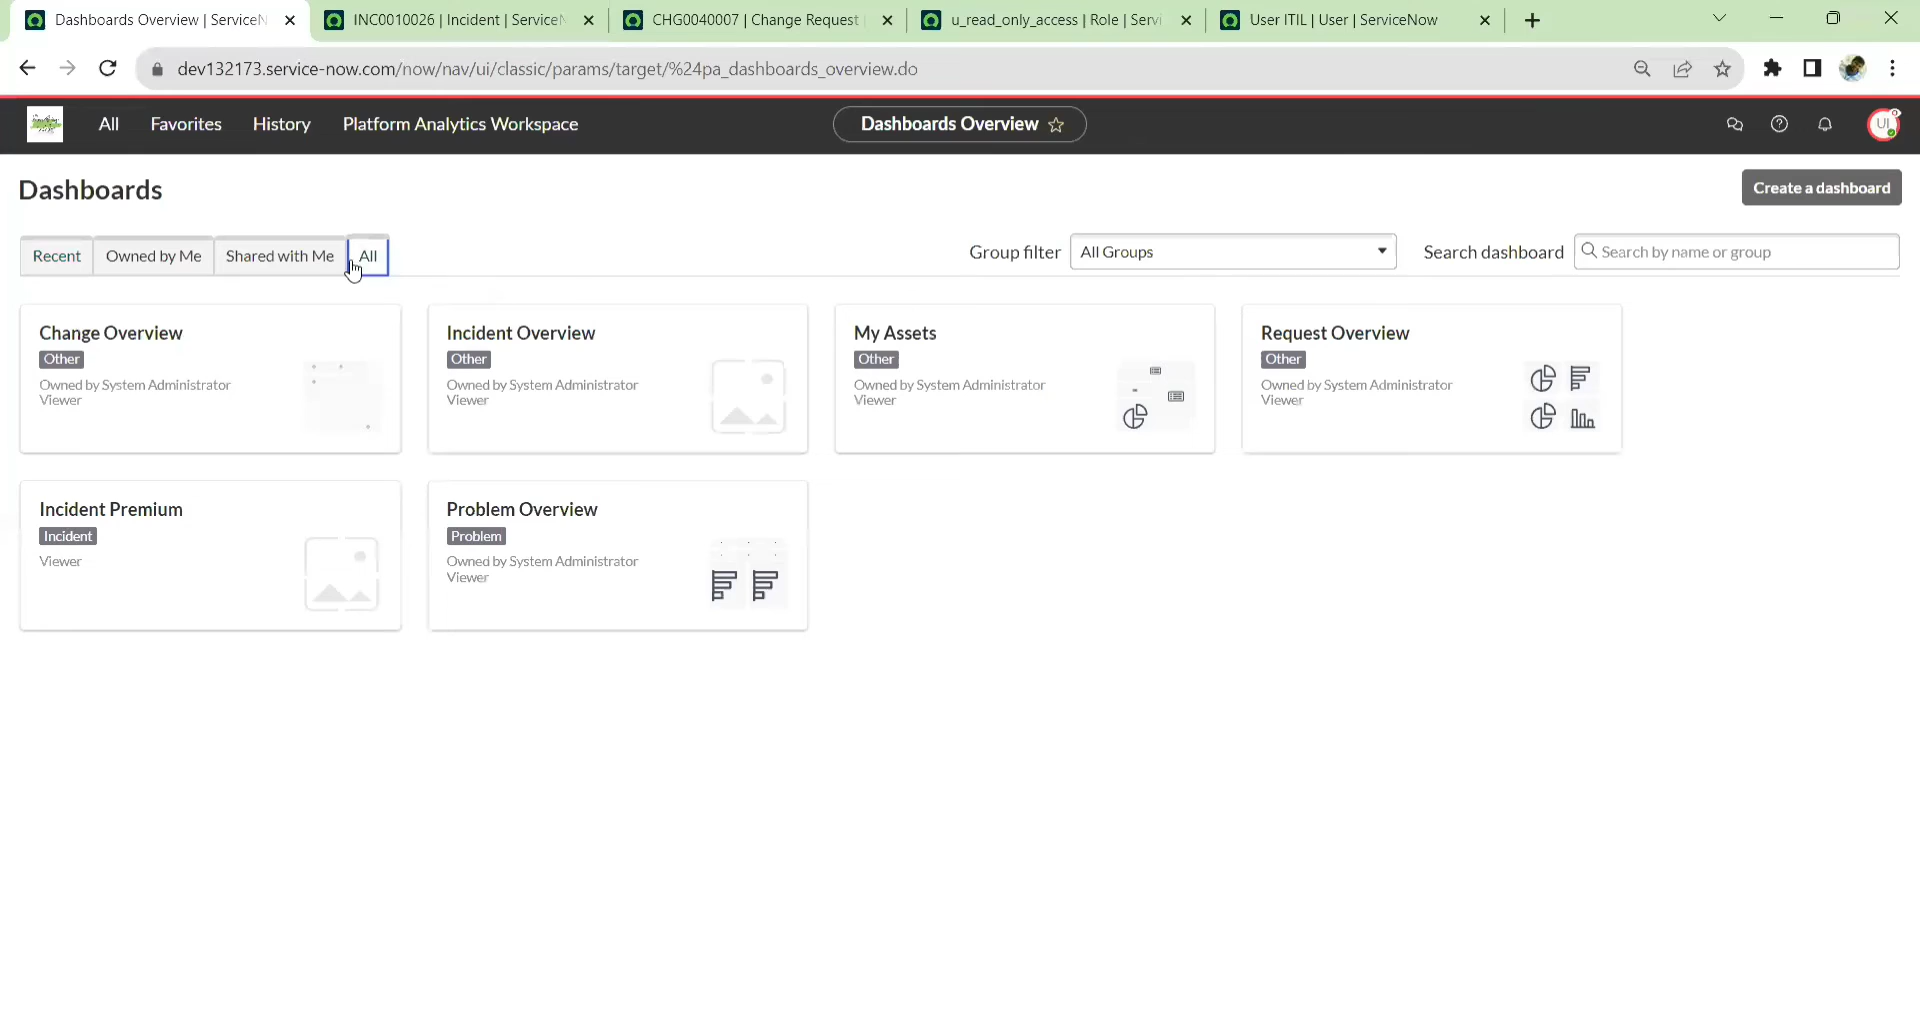 Dashboards Overview | ServiceN
INC0010026 | Incident | Service
CHG0040007 | Change Request
u_read_only_access | Role | Servi
User ITIL | User | ServiceNow
dev132173.service-now.com/now/nav/ui/classic/params/target/%24pa_dashboards_overview.do
All Favorites History Platform Analytics Workspace
Dashboards Overview
UI
Dashboards
Create a dashboard
Recent Owned by Me Shared with Me All
Group filter All Groups
Search dashboard Search by name or group
Change Overview
Other
Owned by System Administrator
Viewer
Incident Overview
Other
Owned by System Administrator
Viewer
My Assets
Other
Owned by System Administrator
Viewer
Request Overview
Other
Owned by System Administrator
Viewer
Incident Premium
Incident
Viewer
Problem Overview
Problem
Owned by System Administrator
Viewer